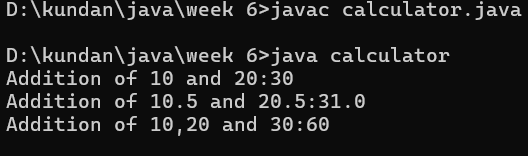 D:\kundan\java\week 6>javac calculator.java
D:\kundan\java\week 6>java calculator
Addition of 10 and 20:30
Addition of 10.5 and 20.5:31.0
Addition of 10,20 and 30:60